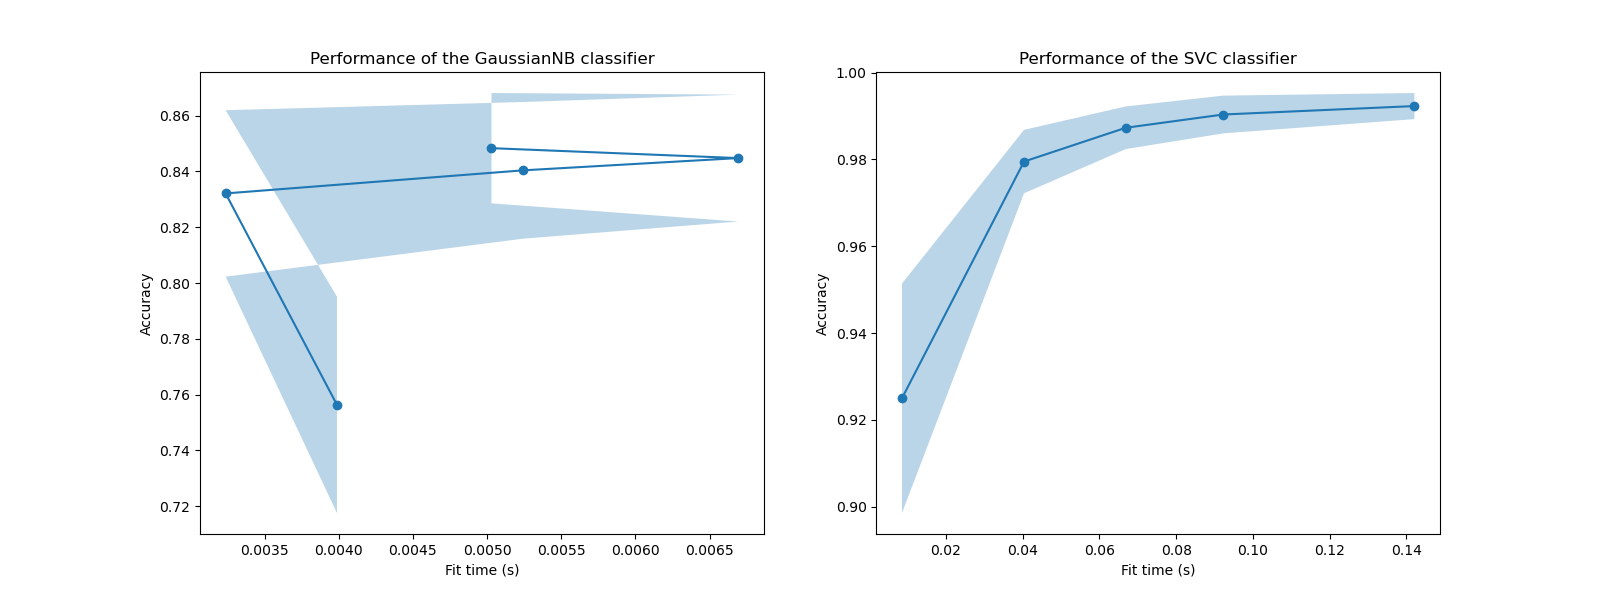 Performance of the GaussianNB classifier
0.86
0.84
0.82
0.80
0.78
0.76
0.74
0.72
Accuracy
0.0035 0.0040 0.0045 0.0050 0.0055 0.0060 0.0065
Fit time (s)
Performance of the SVC classifier
1.00
0.98
0.96
0.94
0.92
0.90
Accuracy
0.02 0.04 0.06 0.08 0.10 0.12 0.14
Fit time (s)